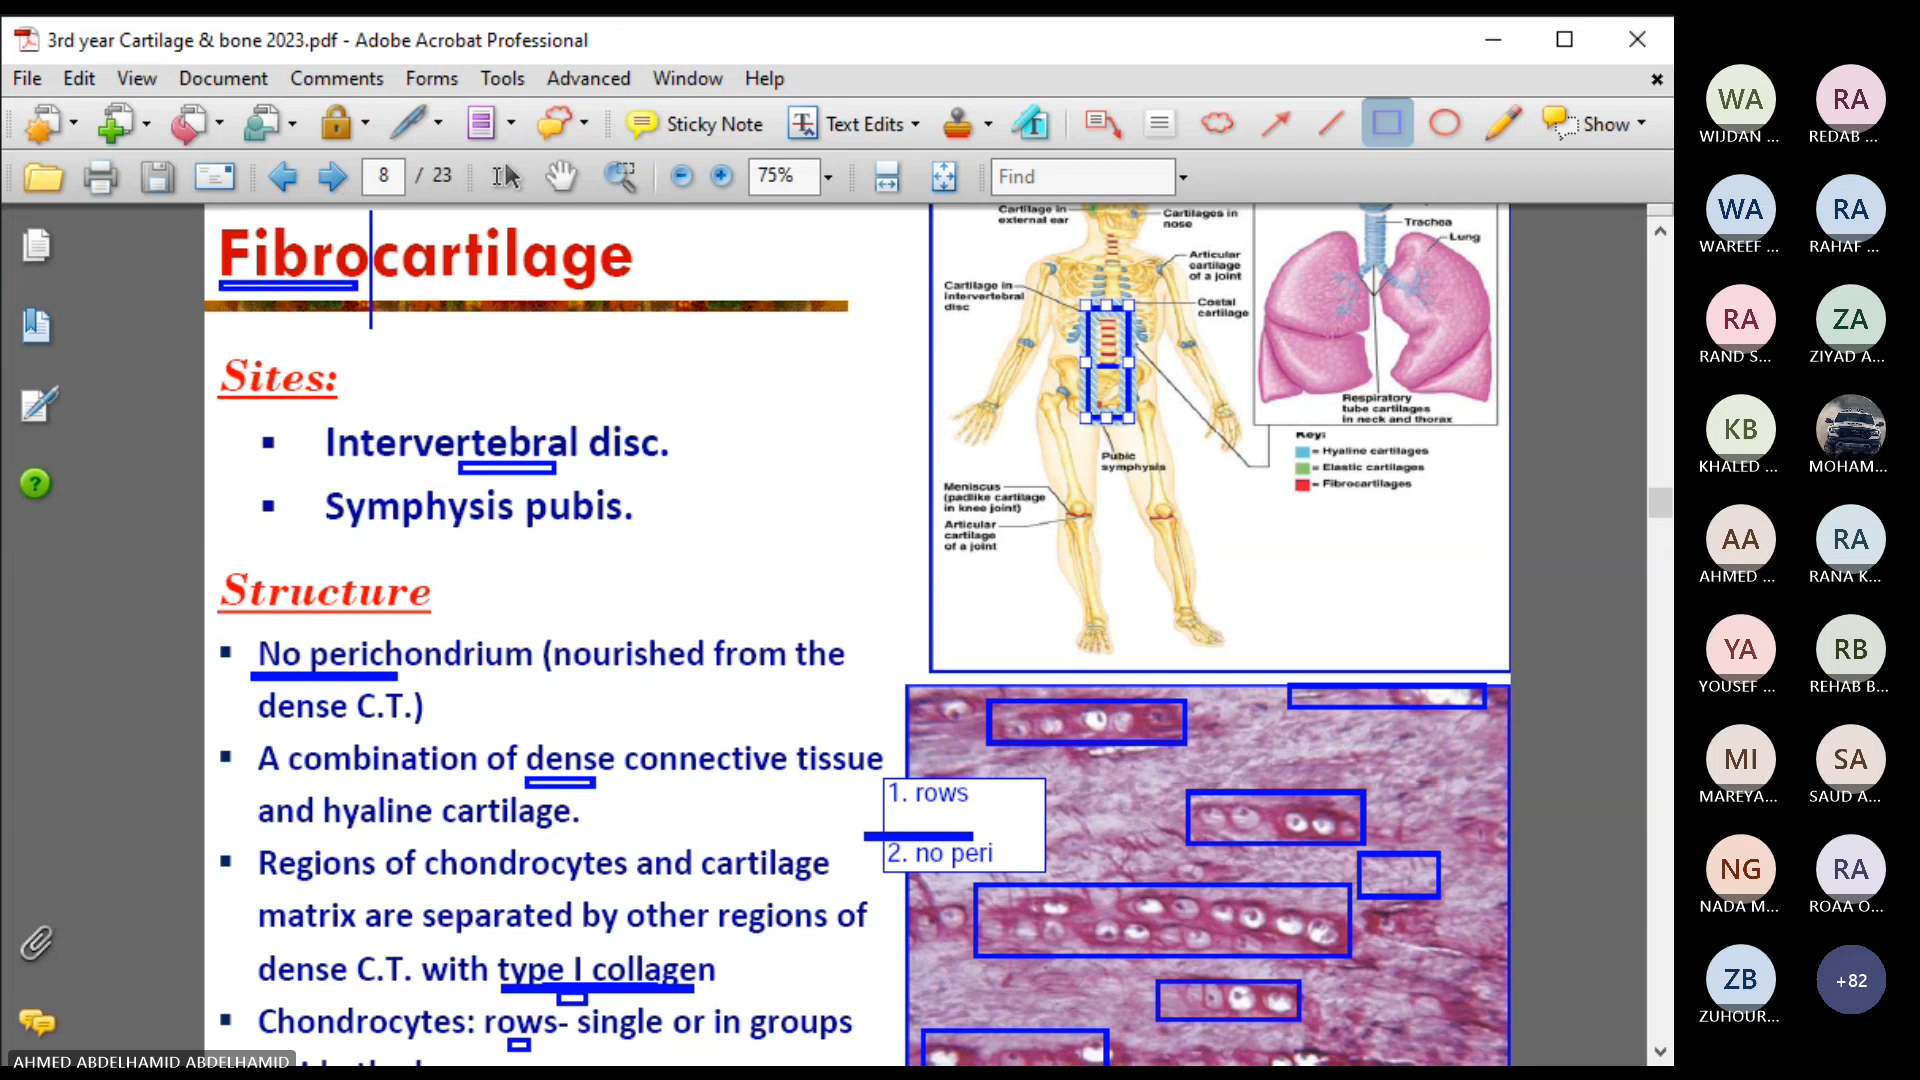 3rd year Cartilage & bone 2023.pdf - Adobe Acrobat Professional
File Edit View Document Comments Forms Tools Advanced Window Help
Sticky Note Text Edits Show
8 / 23 75% Find
Fibrocartilage
Sites:
Intervertebral disc.
Symphysis pubis.
Structure
No perichondrium (nourished from the
dense C.T.)
A combination of dense connective tissue
and hyaline cartilage.
Regions of chondrocytes and cartilage
matrix are separated by other regions of
dense C.T. with type I collagen
Chondrocytes: rows- single or in groups
Cartilage in
external ear
Cartilages in
nose
Articular
cartilage
of a joint
Cartilage in
intervertebral
disc
Costal
cartilage
Pubic
symphysis
Meniscus
(padlike cartilage
in knee joint)
Articular
cartilage
of a joint
Trachea
Lung
Respiratory
tube cartilages
in neck and thorax
Key:
= Hyaline cartilages
= Elastic cartilages
= Fibrocartilages
1. rows
2. no peri
WA
WIJDAN ...
RA
REDAB ...
WA
WAREEF ...
RA
RAHAF ...
RA
RAND S...
ZA
ZIYAD A...
KB
KHALED ...
MOHAM...
AA
AHMED ...
RA
RANA K...
YA
YOUSEF ...
RB
REHAB B...
MI
MAREYA...
SA
SAUD A...
NG
NADA M...
RA
ROAA O...
ZB
ZUHOUR...
+82
AHMED ABDELHAMID ABDELHAMID